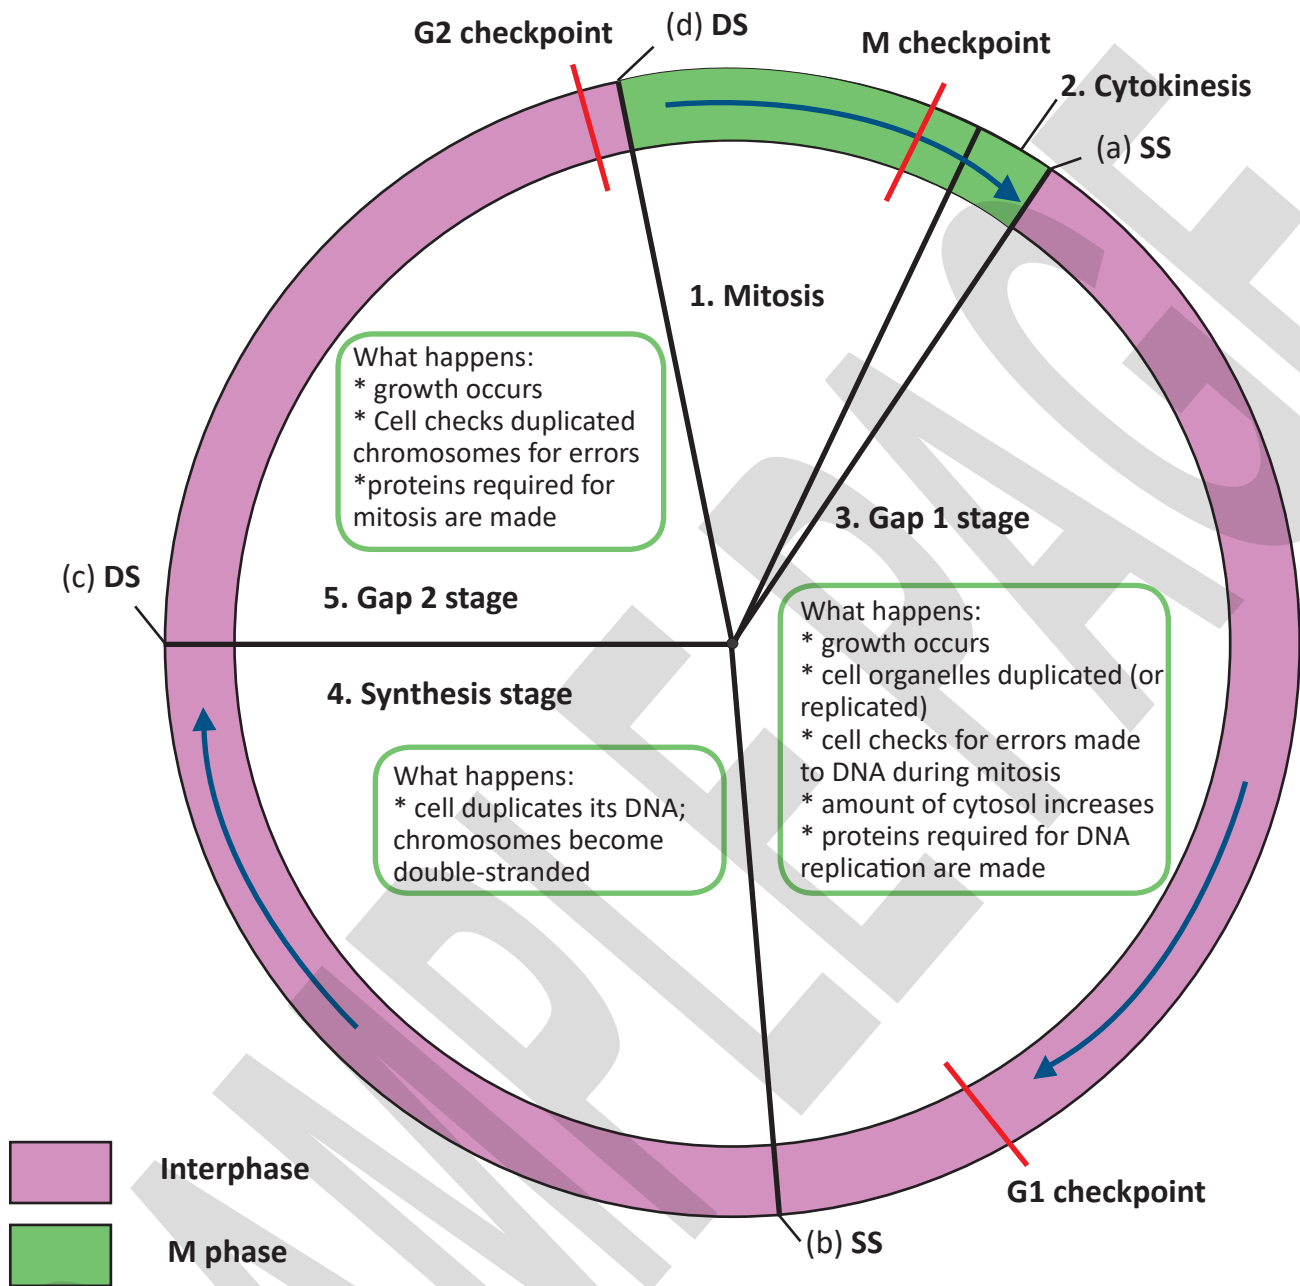 (d) DS
G2 checkpoint
M checkpoint
2. Cytokinesis
(a) SS
1. Mitosis
What happens:
* growth occurs
* Cell checks duplicated
chromosomes for errors
*proteins required for
mitosis are made
3. Gap 1 stage
(c) DS
5. Gap 2 stage
What happens:
* growth occurs
* cell organelles duplicated (or
replicated)
* cell checks for errors made
to DNA during mitosis
* amount of cytosol increases
* proteins required for DNA
replication are made
4. Synthesis stage
What happens:
* cell duplicates its DNA;
chromosomes become
double-stranded
Interphase
G1 checkpoint
M phase
(b) SS
AMPLE PAGE